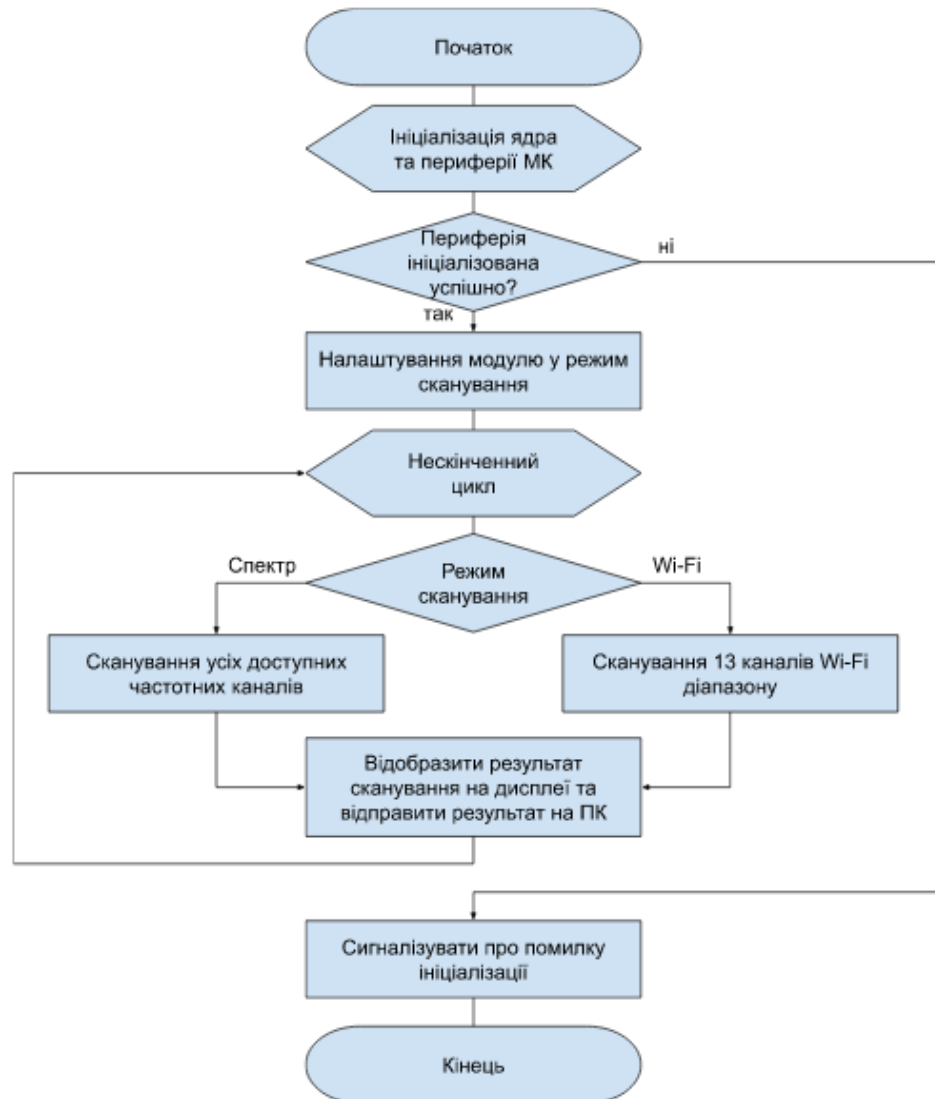 Початок
Ініціалізація ядра
та периферії МК
Периферія
ініціалізована
успішно?
ні
так
Налаштування модулю у режим
сканування
Нескінченний
цикл
Спектр
Режим
сканування
Wi-Fi
Сканування усіх доступних
частотних каналів
Сканування 13 каналів Wi-Fi
діапазону
Відобразити результат
сканування на дисплеї та
відправити результат на ПК
Сигналізувати про помилку
ініціалізації
Кінець